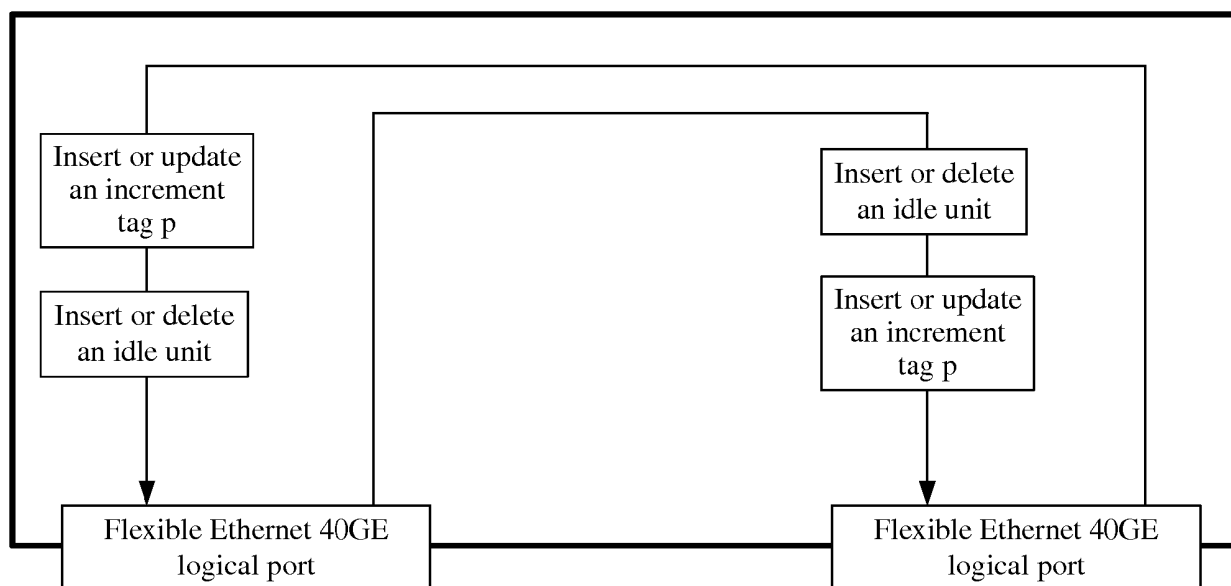 Insert or update
an increment
tag p
Insert or delete
an idle unit
Insert or delete
an idle unit
Insert or update
an increment
tag p
Flexible Ethernet 40GE
logical port
Flexible Ethernet 40GE
logical port